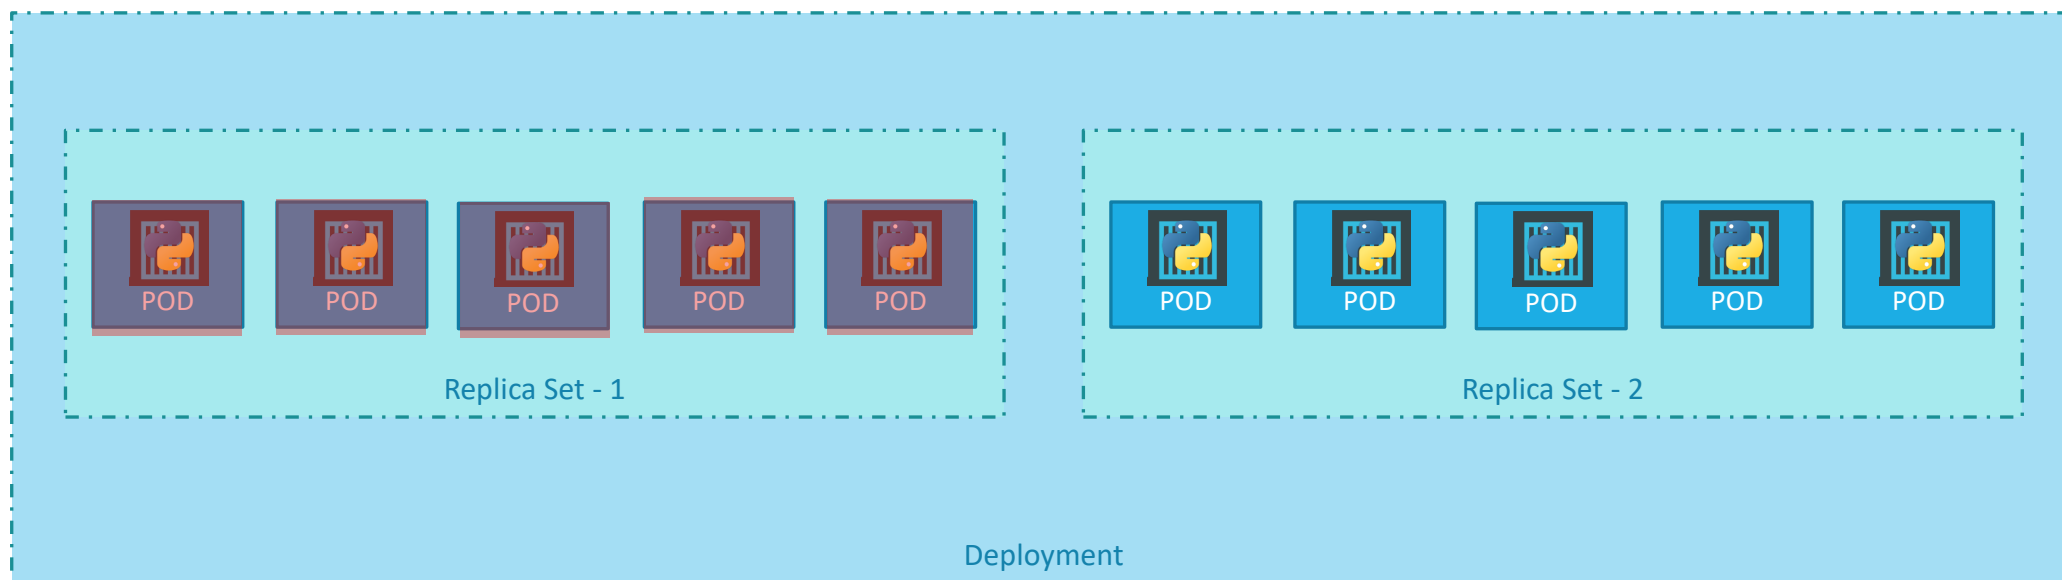 POD
POD
POD
POD
POD
Replica Set - 1
POD
POD
POD
POD
POD
Replica Set - 2
Deployment